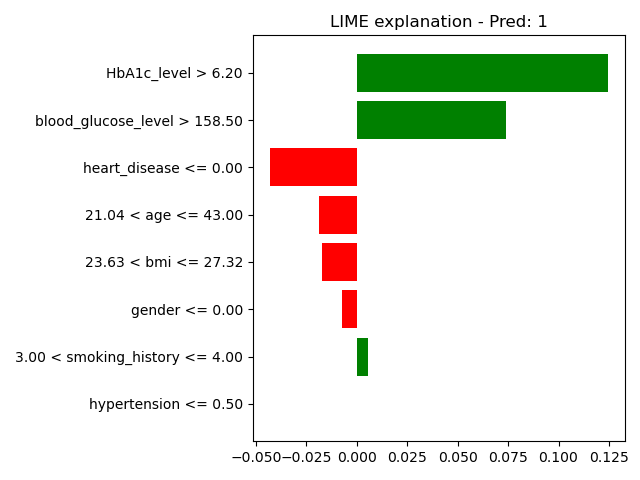 LIME explanation - Pred: 1
HbA1c_level > 6.20
blood_glucose_level > 158.50
heart_disease <= 0.00
21.04 < age <= 43.00
23.63 < bmi <= 27.32
gender <= 0.00
3.00 < smoking_history <= 4.00
hypertension <= 0.50
−0.050 −0.025 0.000 0.025 0.050 0.075 0.100 0.125